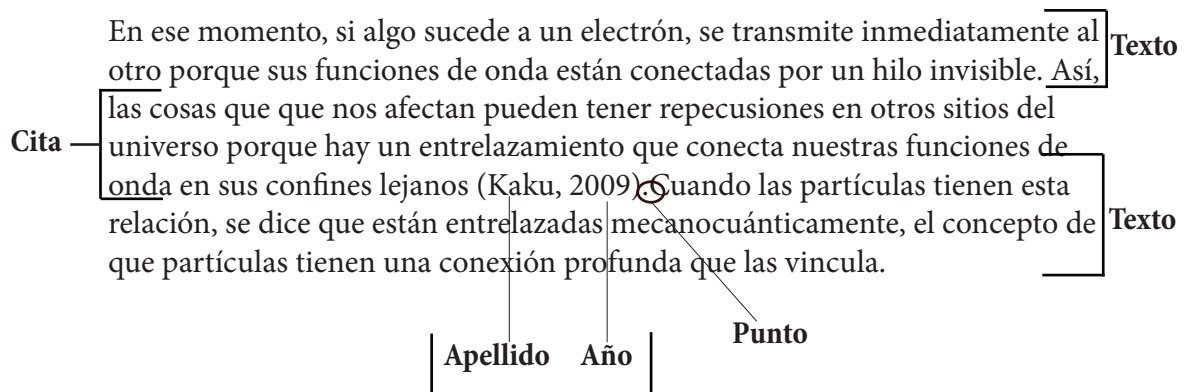 En ese momento, si algo sucede a un electrón, se transmite inmediatamente al
Texto
otro porque sus funciones de onda están conectadas por un hilo invisible. Así,
las cosas que que nos afectan pueden tener repecusiones en otros sitios del
Cita
universo porque hay un entrelazamiento que conecta nuestras funciones de
onda en sus confines lejanos (Kaku, 2009).Cuando las partículas tienen esta
relación, se dice que están entrelazadas mecanocuánticamente, el concepto de
Texto
que partículas tienen una conexión profunda que las vincula.
Punto
Apellido Año